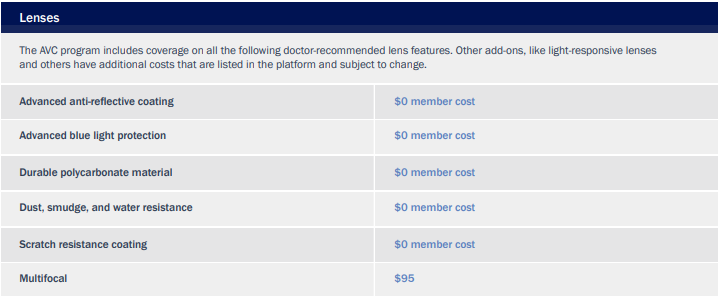 Lenses
The AVC program includes coverage on all the following doctor-recommended lens features. Other add-ons, like light-responsive lenses
and others have additional costs that are listed in the platform and subject to change.
Advanced anti-reflective coating $0 member cost
Advanced blue light protection $0 member cost
Durable polycarbonate material $0 member cost
Dust, smudge, and water resistance $0 member cost
Scratch resistance coating $0 member cost
Multifocal $95